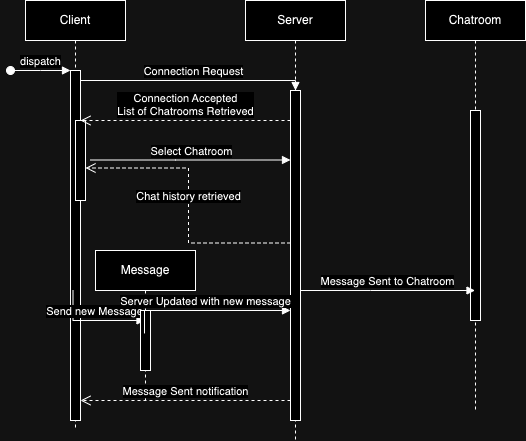 Client
Server
Chatroom
dispatch
Connection Request
Connection Accepted
List of Chatrooms Retrieved
Select Chatroom
Chat history retrieved
Message
Message Sent to Chatroom
Server Updated with new message
Send new Message
Message Sent notification